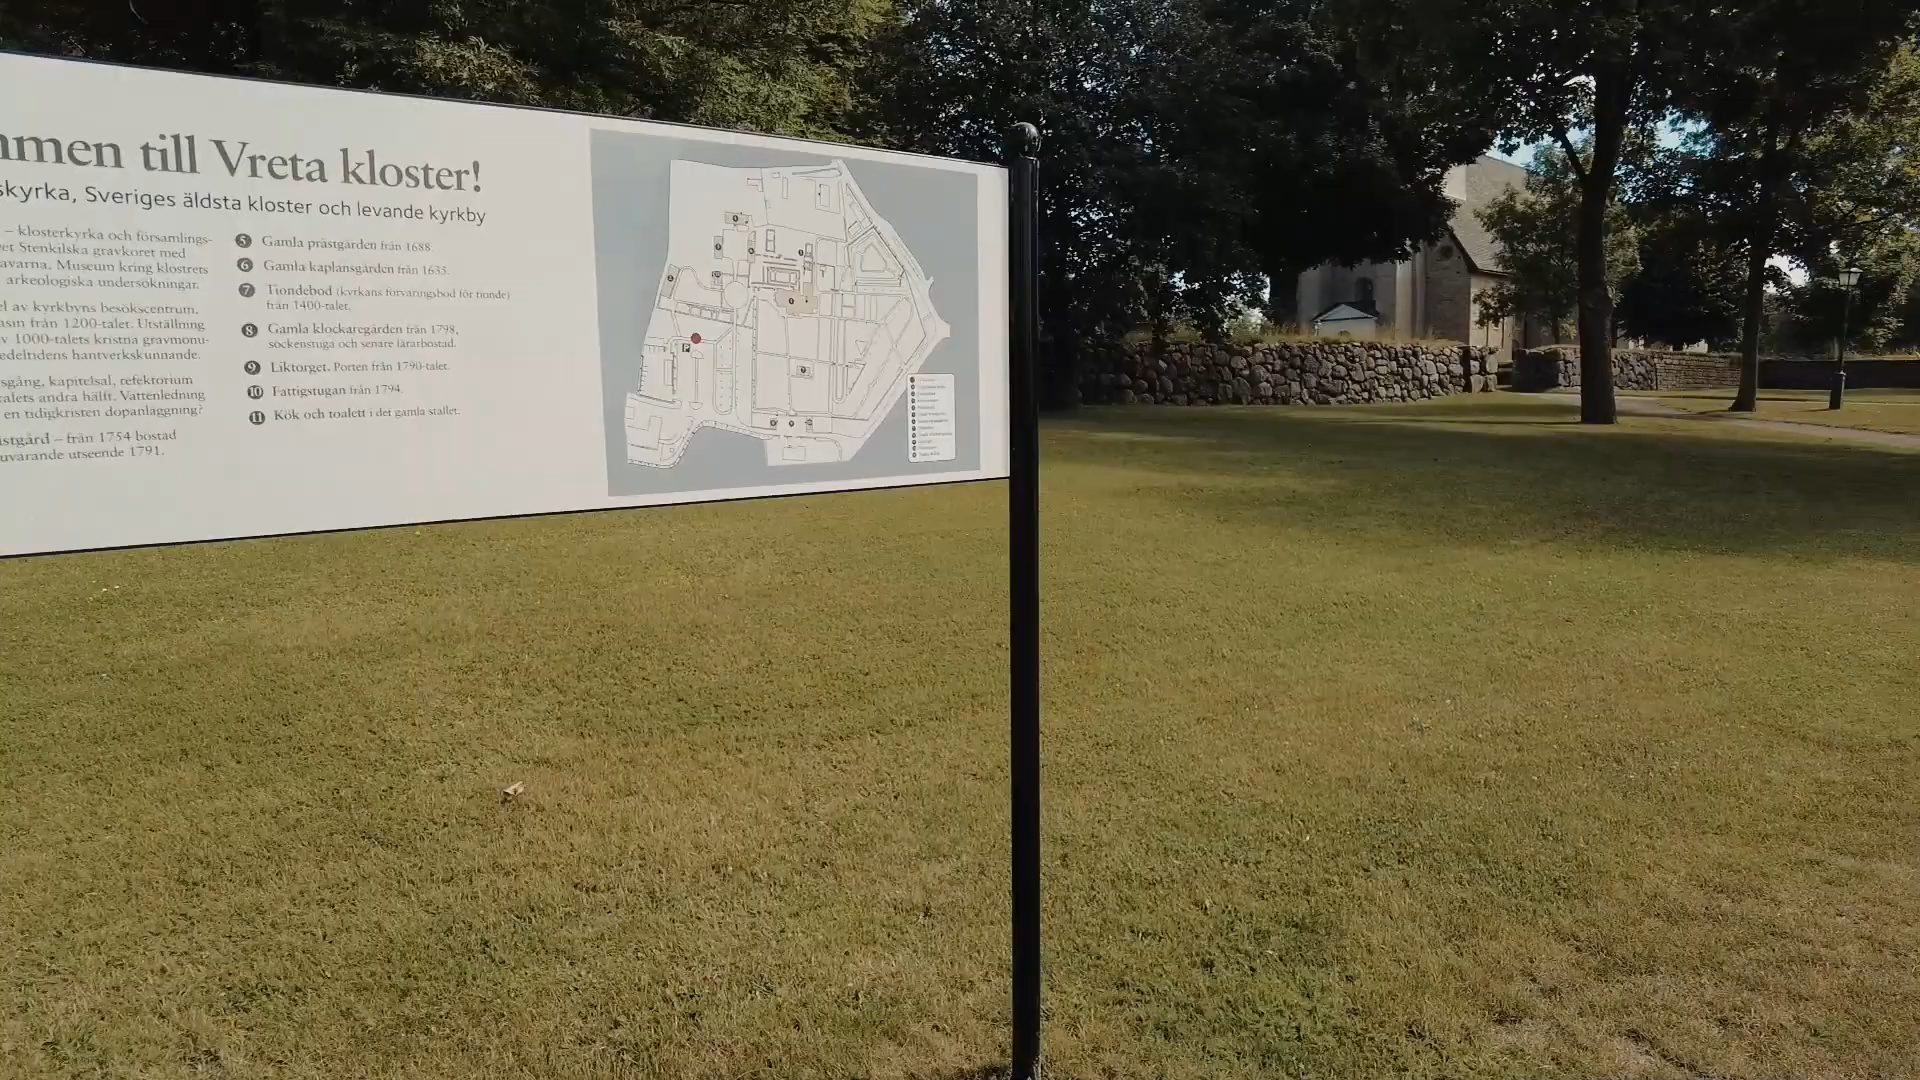 mmen till Vreta kloster!
skyrka, Sveriges äldsta kloster och levande kyrkby
– klosterkyrka och församlings-
et Stenkilska gravkoret med
avarna. Museum kring klostrets
arkeologiska undersökningar.
el av kyrkbyns besökscentrum,
asin från 1200-talet. Utställning
v 1000-talets kristna gravmonu-
edeltidens hantverkskunnande.
sgång, kapitelsal, refektorium
talets andra hälft. Vattenledning
en tidigkristen dopanläggning?
stgård – från 1754 bostad
uvarande utseende 1791.
5 Gamla prästgården från 1688.
6 Gamla kaplansgården från 1633.
7 Tiondebod (kyrkans förvaringsbod för tionde)
från 1400-talet.
8 Gamla klockaregården från 1798,
sockenstuga och senare lärarbostad.
9 Liktorget. Porten från 1790-talet.
10 Fattigstugan från 1794.
11 Kök och toalett i det gamla stallet.
P